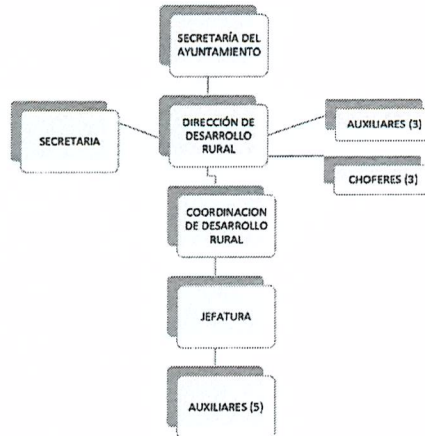 SECRETARÍA DEL
AYUNTAMIENTO
SECRETARIA
DIRECCIÓN DE
DESARROLLO
RURAL
AUXILIARES (3)
CHOFERES (3)
COORDINACION
DE DESARROLLO
RURAL
JEFATURA
AUXILIARES (5)